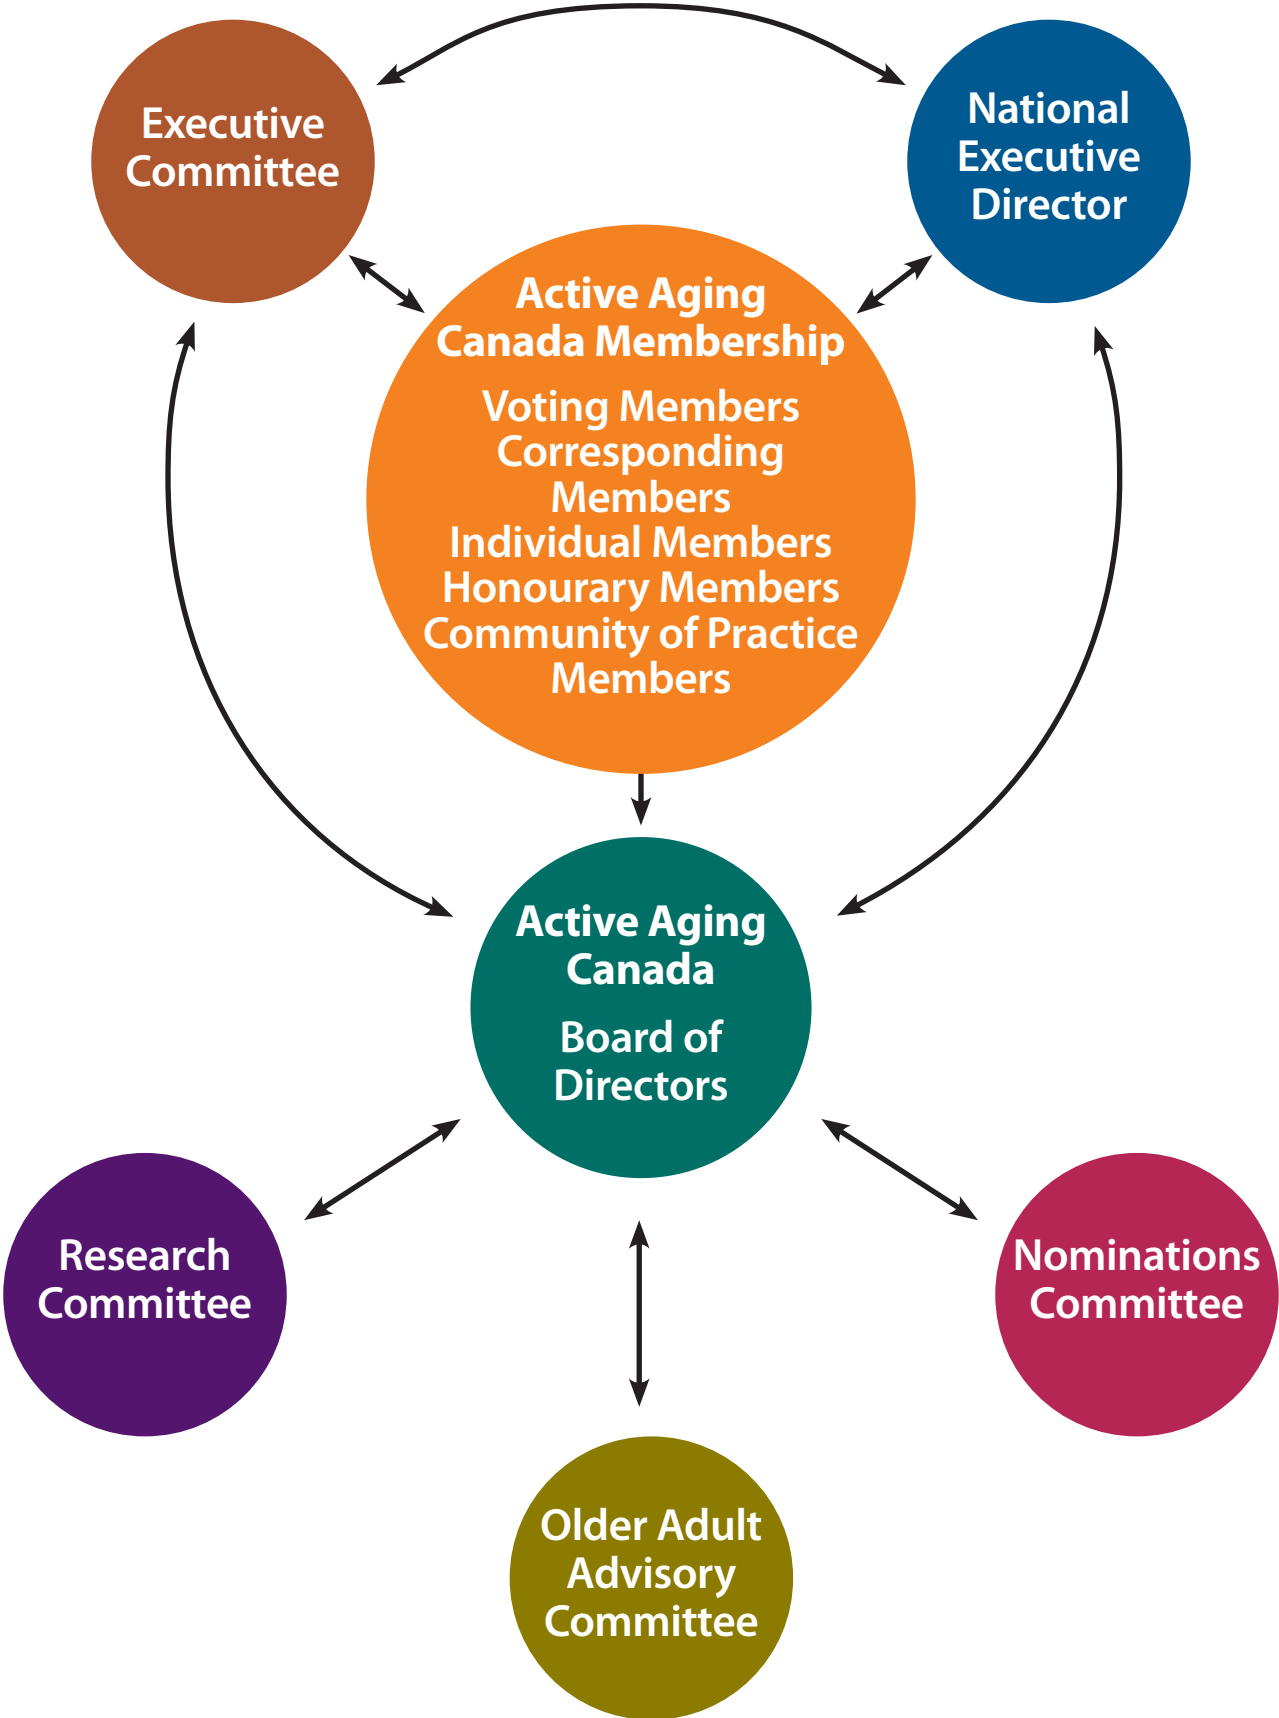 Executive
Committee
National
Executive
Director
Active Aging
Canada Membership
Voting Members
Corresponding
Members
Individual Members
Honourary Members
Community of Practice
Members
Active Aging
Canada
Board of
Directors
Research
Committee
Nominations
Committee
Older Adult
Advisory
Committee